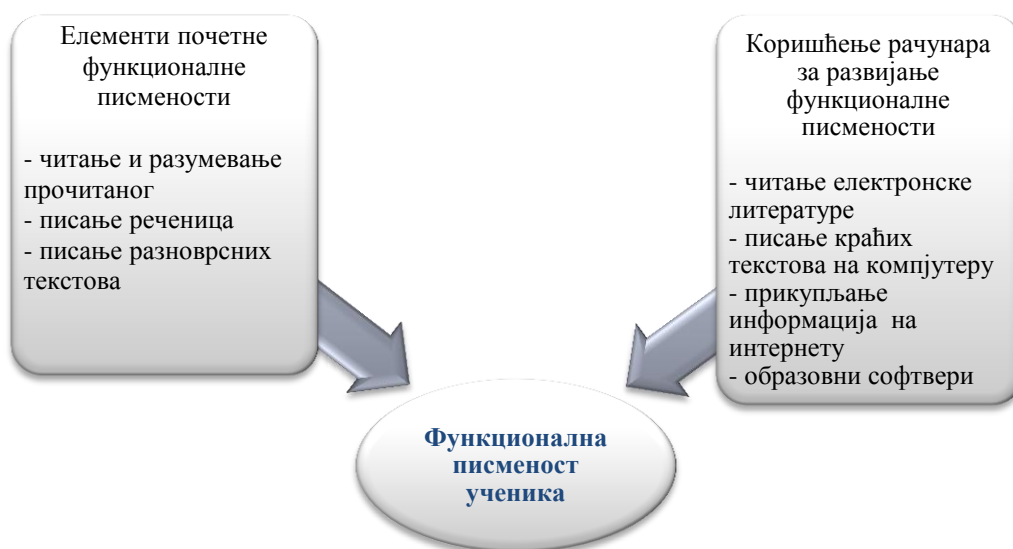 Елементи почетне
функционалне
писмености
- читање и разумевање
прочитаног
- писање реченица
- писање разноврсних
текстова
Коришћење рачунара
за развијање
функционалне
писмености
- читање електронске
литературе
- писање краћих
текстова на компјутеру
- прикупљање
информација на
интернету
- образовни софтвери
Функционална
писменост
ученика